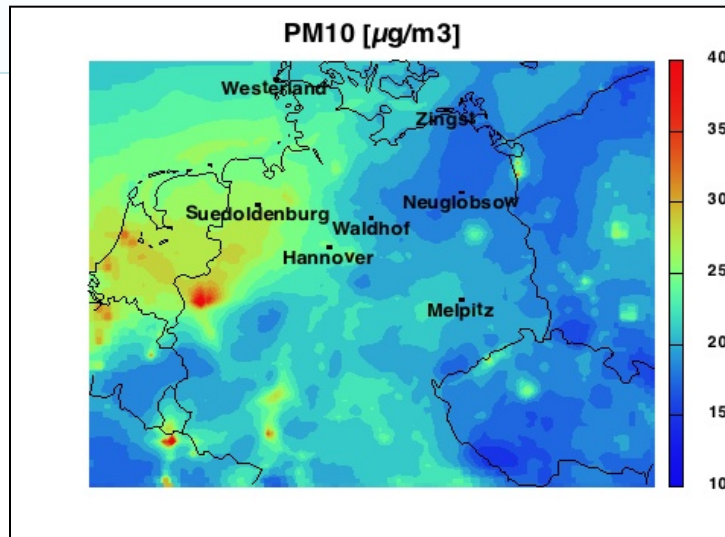 PM10 [µg/m3]
Westerland
Zingst
Suedoldenburg
Neuglobsow
Waldhof
Hannover
Melpitz
40
35
30
25
20
15
10